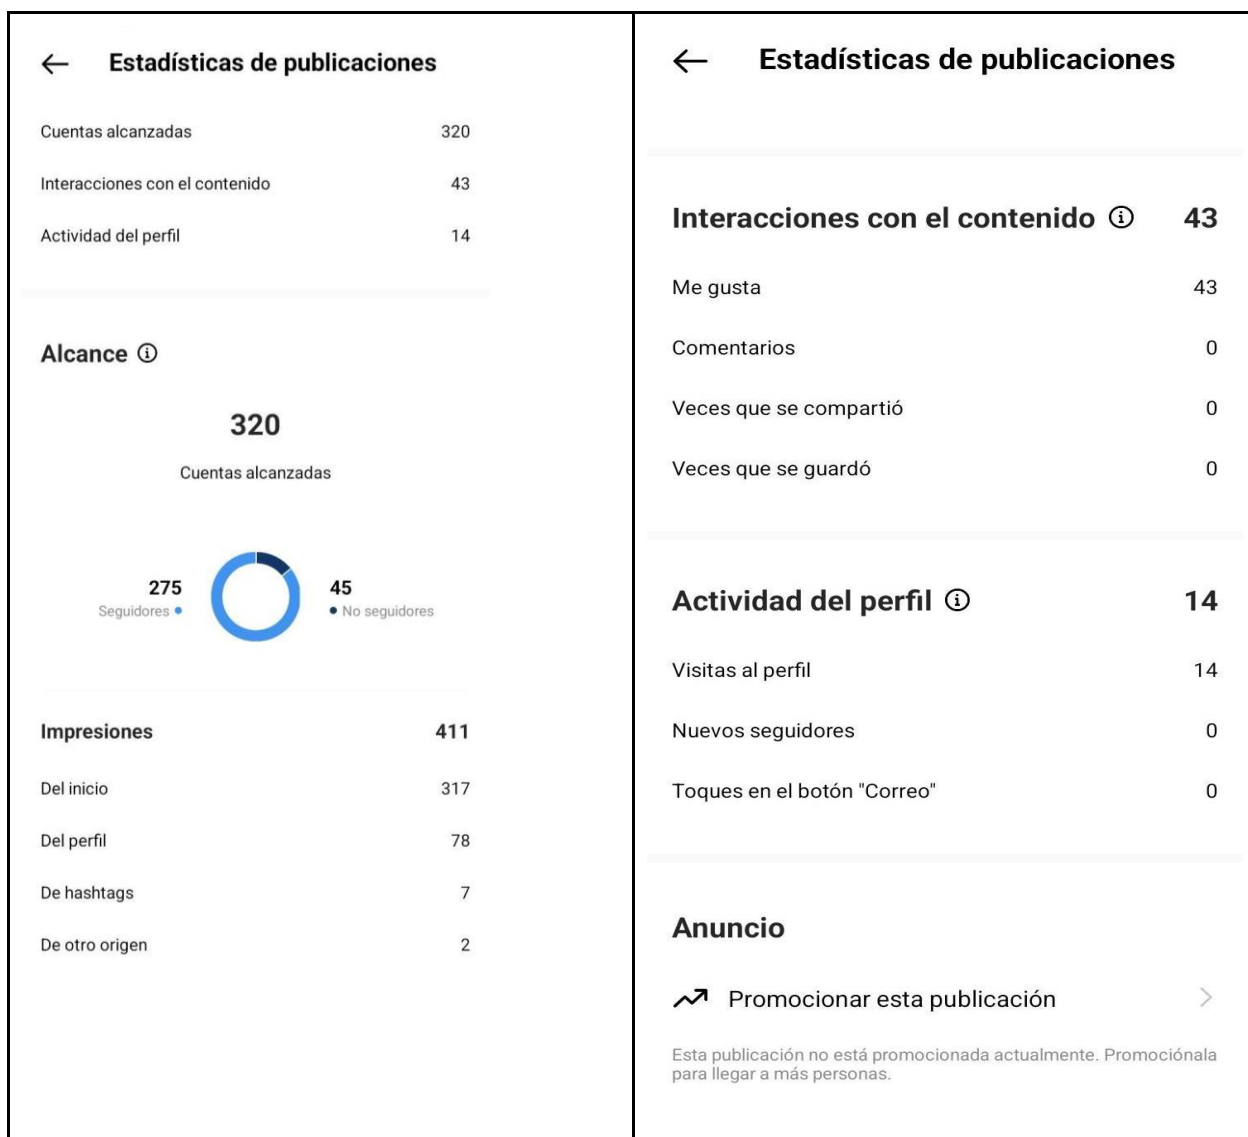 Estadísticas de publicaciones
Cuentas alcanzadas 320
Interacciones con el contenido 43
Actividad del perfil 14
Alcance
320
Cuentas alcanzadas
275 45
Seguidores No seguidores
Impresiones 411
Del inicio 317
Del perfil 78
De hashtags 7
De otro origen 2
Estadísticas de publicaciones
Interacciones con el contenido 43
Me gusta 43
Comentarios 0
Veces que se compartió 0
Veces que se guardó 0
Actividad del perfil 14
Visitas al perfil 14
Nuevos seguidores 0
Toques en el botón "Correo" 0
Anuncio
Promocionar esta publicación
Esta publicación no está promocionada actualmente. Promociónala
para llegar a más personas.